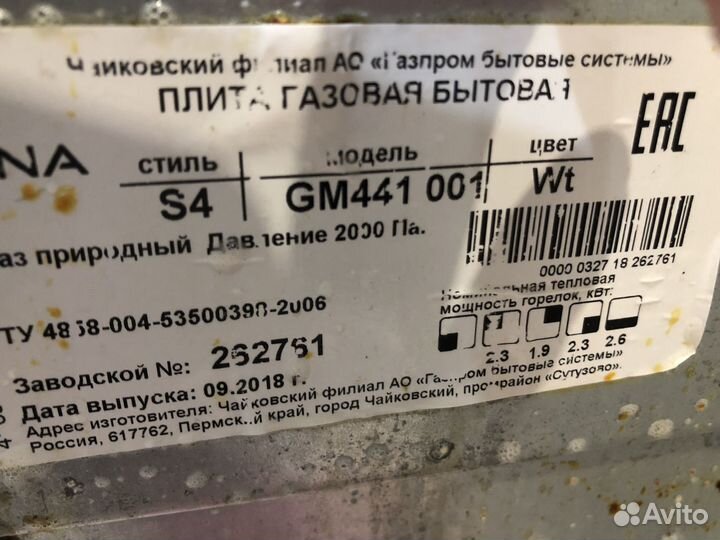 Чайковский филиал АО «Газпром бытовые системы»
ПЛИТА ГАЗОВАЯ БЫТОВАЯ
EAC
NA
стиль модель цвет
S4 GM441 001 Wt
аз природный Давление 2000 Па.
0000 0327 18 262761
Номинальная тепловая
мощность горелок, кВт:
ТУ 4858-004-53500398-2006
2.3 1.9 2.3 2.6
Заводской №: 262761
Дата выпуска: 09.2018 г.
Адрес изготовителя: Чайковский филиал АО «Газпром бытовые системы»
Россия, 617762, Пермский край, город Чайковский, промрайон «Сутузово».
Avito